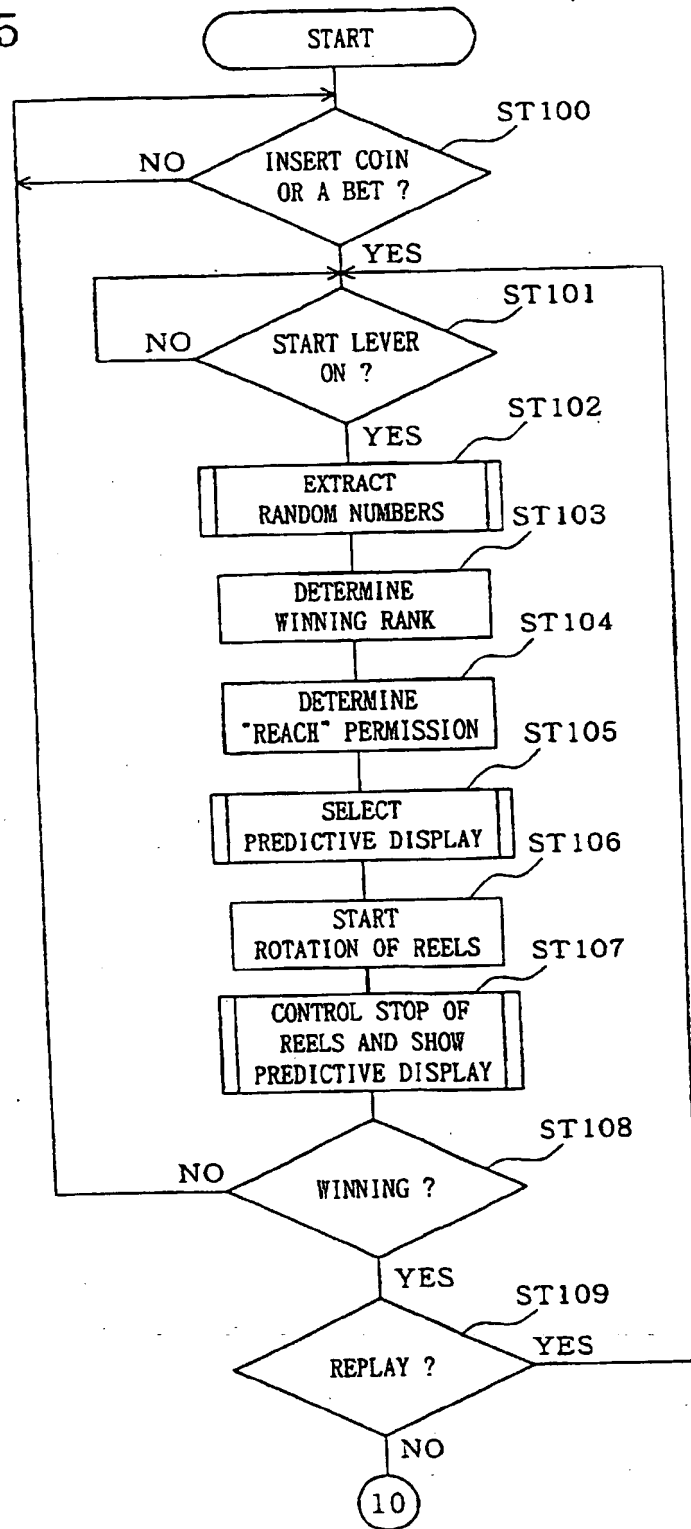 5
START
ST100
NO
INSERT COIN
OR A BET ?
YES
ST101
NO
START LEVER
ON ?
YES
ST102
EXTRACT
RANDOM NUMBERS
ST103
DETERMINE
WINNING RANK
ST104
DETERMINE
"REACH" PERMISSION
ST105
SELECT
PREDICTIVE DISPLAY
ST106
START
ROTATION OF REELS
ST107
CONTROL STOP OF
REELS AND SHOW
PREDICTIVE DISPLAY
ST108
NO
WINNING ?
YES
ST109
YES
REPLAY ?
NO
10